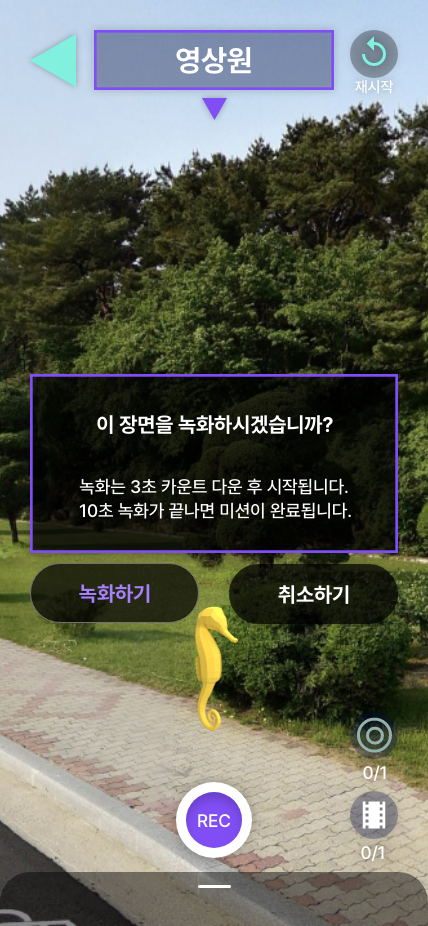 영상원
재시작
이 장면을 녹화하시겠습니까?
녹화는 3초 카운트 다운 후 시작됩니다.
10초 녹화가 끝나면 미션이 완료됩니다.
녹화하기
취소하기
0/1
REC
0/1